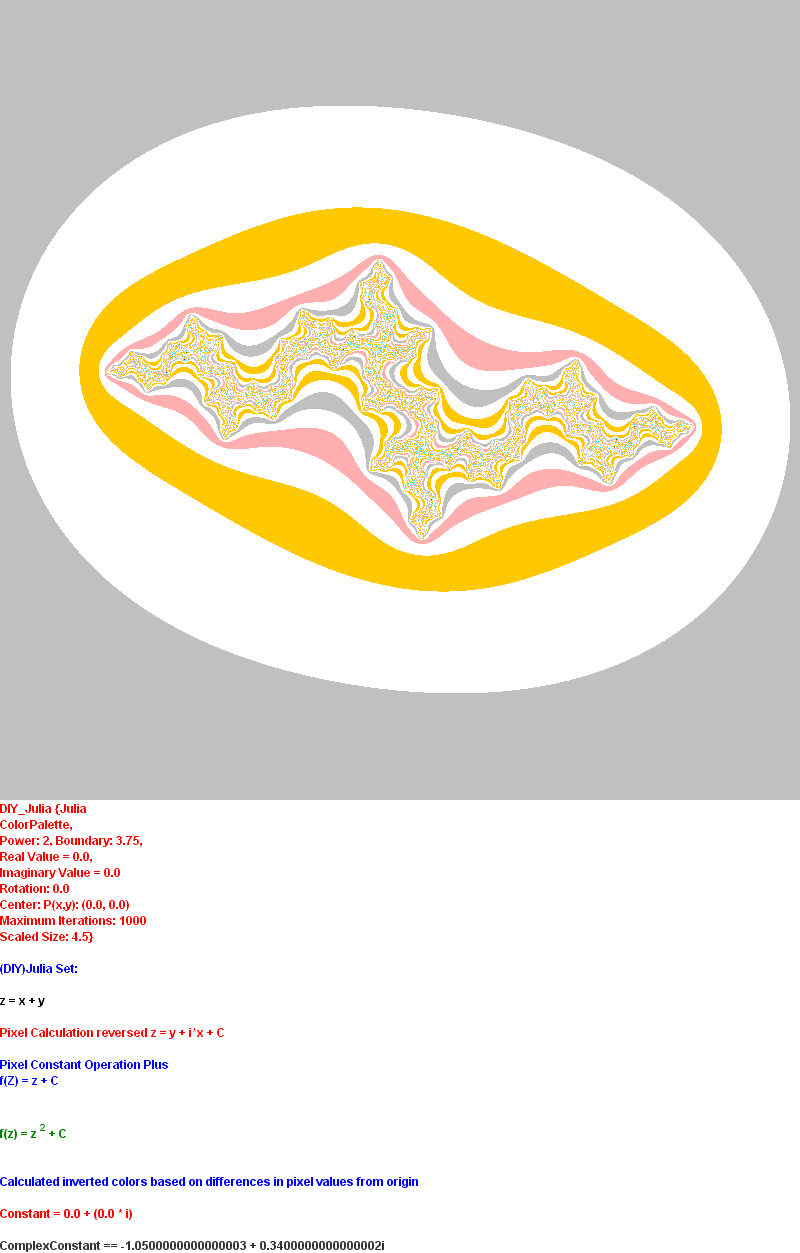 DIY_Julia {Julia
ColorPalette,
Power: 2, Boundary: 3.75,
Real Value = 0.0,
Imaginary Value = 0.0
Rotation: 0.0
Center: P(x,y): (0.0, 0.0)
Maximum Iterations: 1000
Scaled Size: 4.5}
(DIY)Julia Set:
z = x + y
Pixel Calculation reversed z = y + i*x + C
Pixel Constant Operation Plus
f(Z) = z + C
f(z) = z ² + C
Calculated inverted colors based on differences in pixel values from origin
Constant = 0.0 + (0.0 * i)
ComplexConstant == -1.0500000000000003 + 0.3400000000000002i